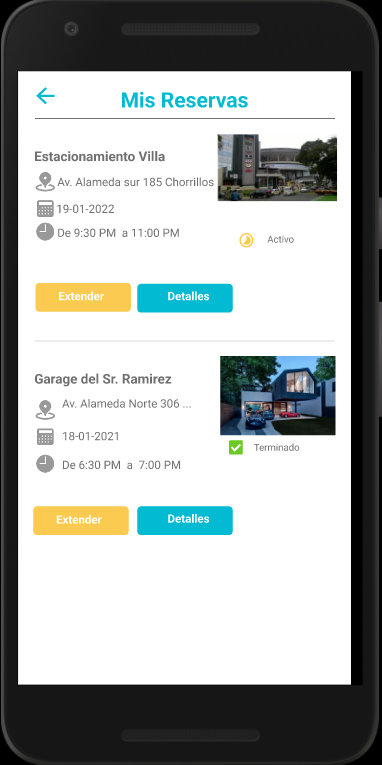 Mis Reservas
Estacionamiento Villa
Av. Alameda sur 185 Chorrillos
19-01-2022
De 9:30 PM a 11:00 PM
Activo
Extender
Detalles
Garage del Sr. Ramirez
Av. Alameda Norte 306 ...
18-01-2021
Terminado
De 6:30 PM a 7:00 PM
Extender
Detalles